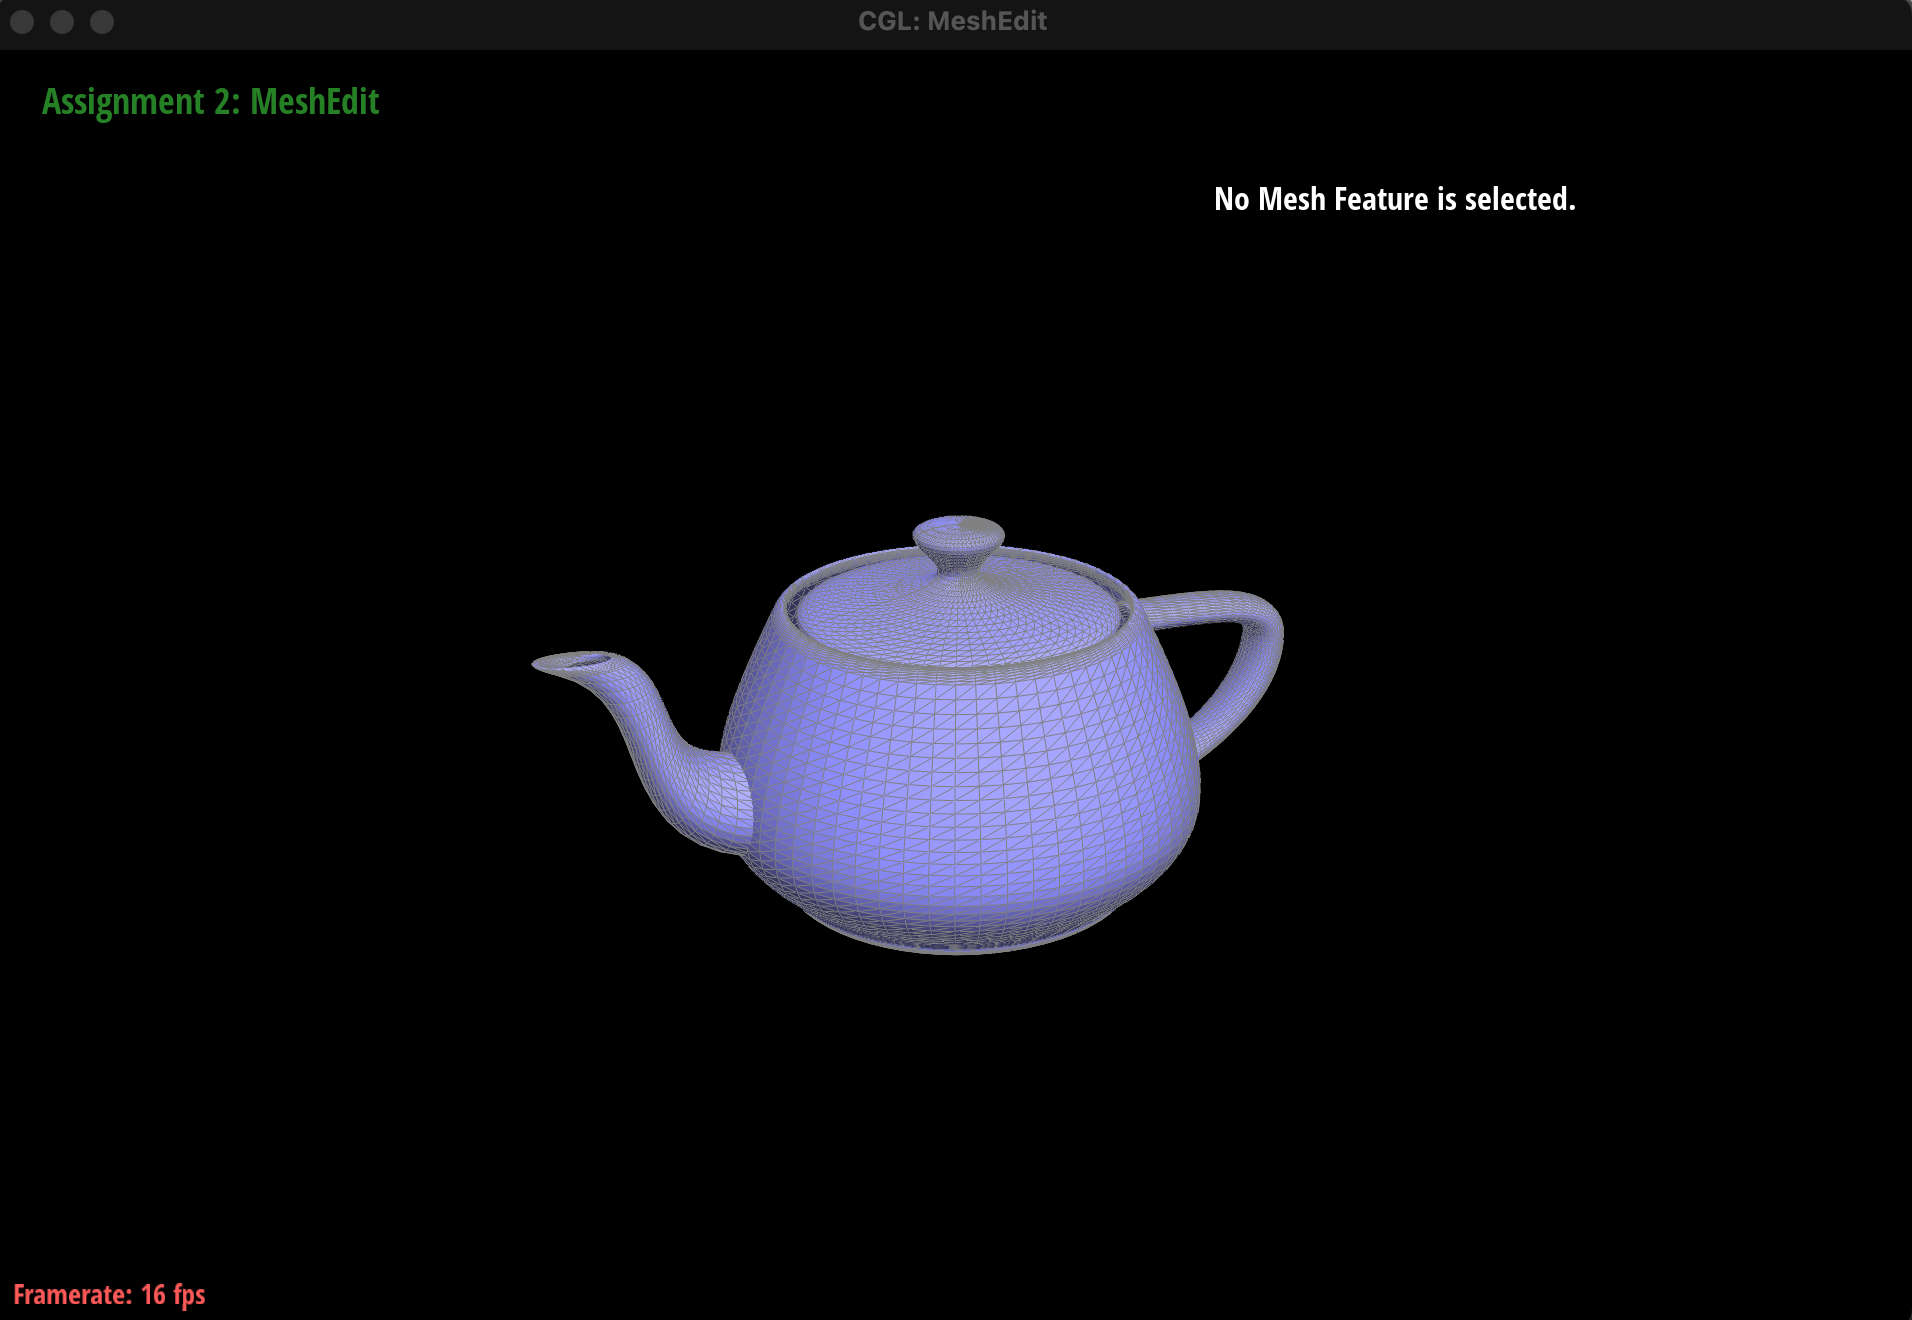 CGL: MeshEdit
Assignment 2: MeshEdit
No Mesh Feature is selected.
Framerate: 16 fps